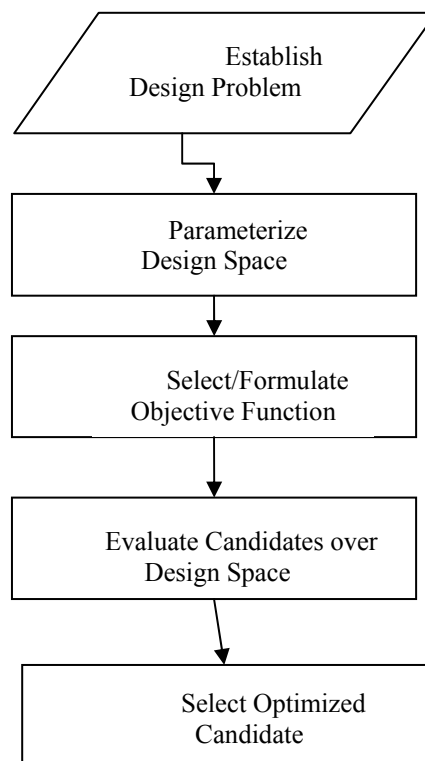 Establish
Design Problem
Parameterize
Design Space
Select/Formulate
Objective Function
Evaluate Candidates over
Design Space
Select Optimized
Candidate